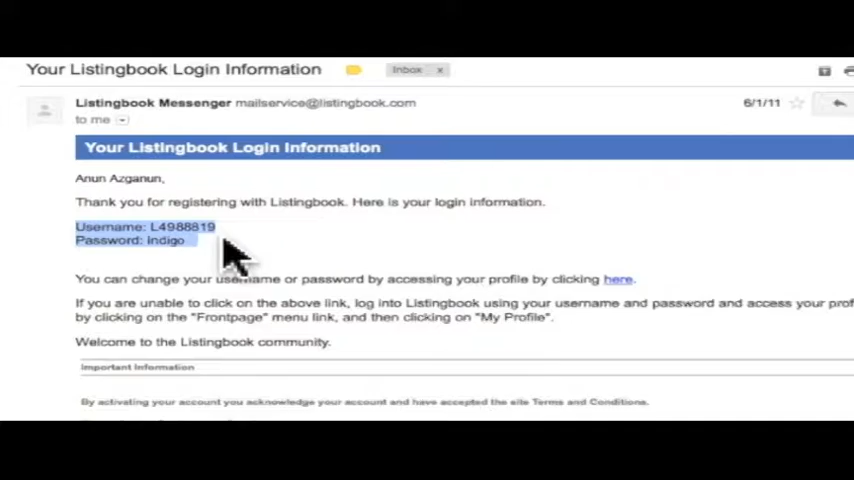 Your Listingbook Login Information Inbox x
Listingbook Messenger mailservice@listingbook.com 6/1/11
to me
Your Listingbook Login Information
Anun Azganun,
Thank you for registering with Listingbook. Here is your login information.
Username: L4988819
Password: Indigo
You can change your username or password by accessing your profile by clicking here.
If you are unable to click on the above link, log into Listingbook using your username and password and access your prof
by clicking on the "Frontpage" menu link, and then clicking on "My Profile".
Welcome to the Listingbook community.
Important Information
By activating your account you acknowledge your account and have accepted the site Terms and Conditions.